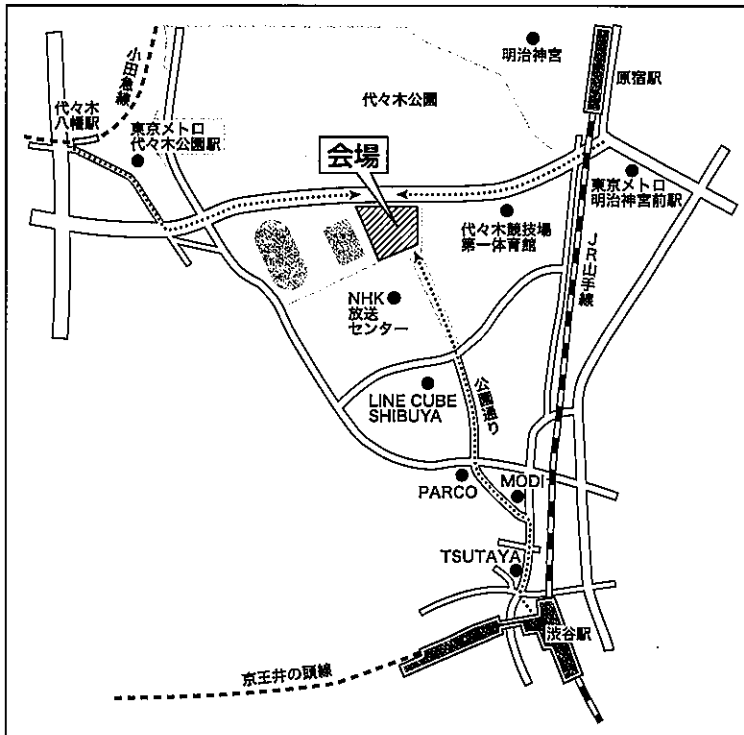 明治神宮
原宿駅
小田急線
代々木
八幡駅
代々木公園
東京メトロ
代々木公園駅
会場
東京メトロ
明治神宮前駅
代々木競技場
第一体育館
JR山手線
NHK
放送
センター
LINE CUBE
SHIBUYA
公園通り
PARCO
MODI
TSUTAYA
渋谷駅
京王井の頭線